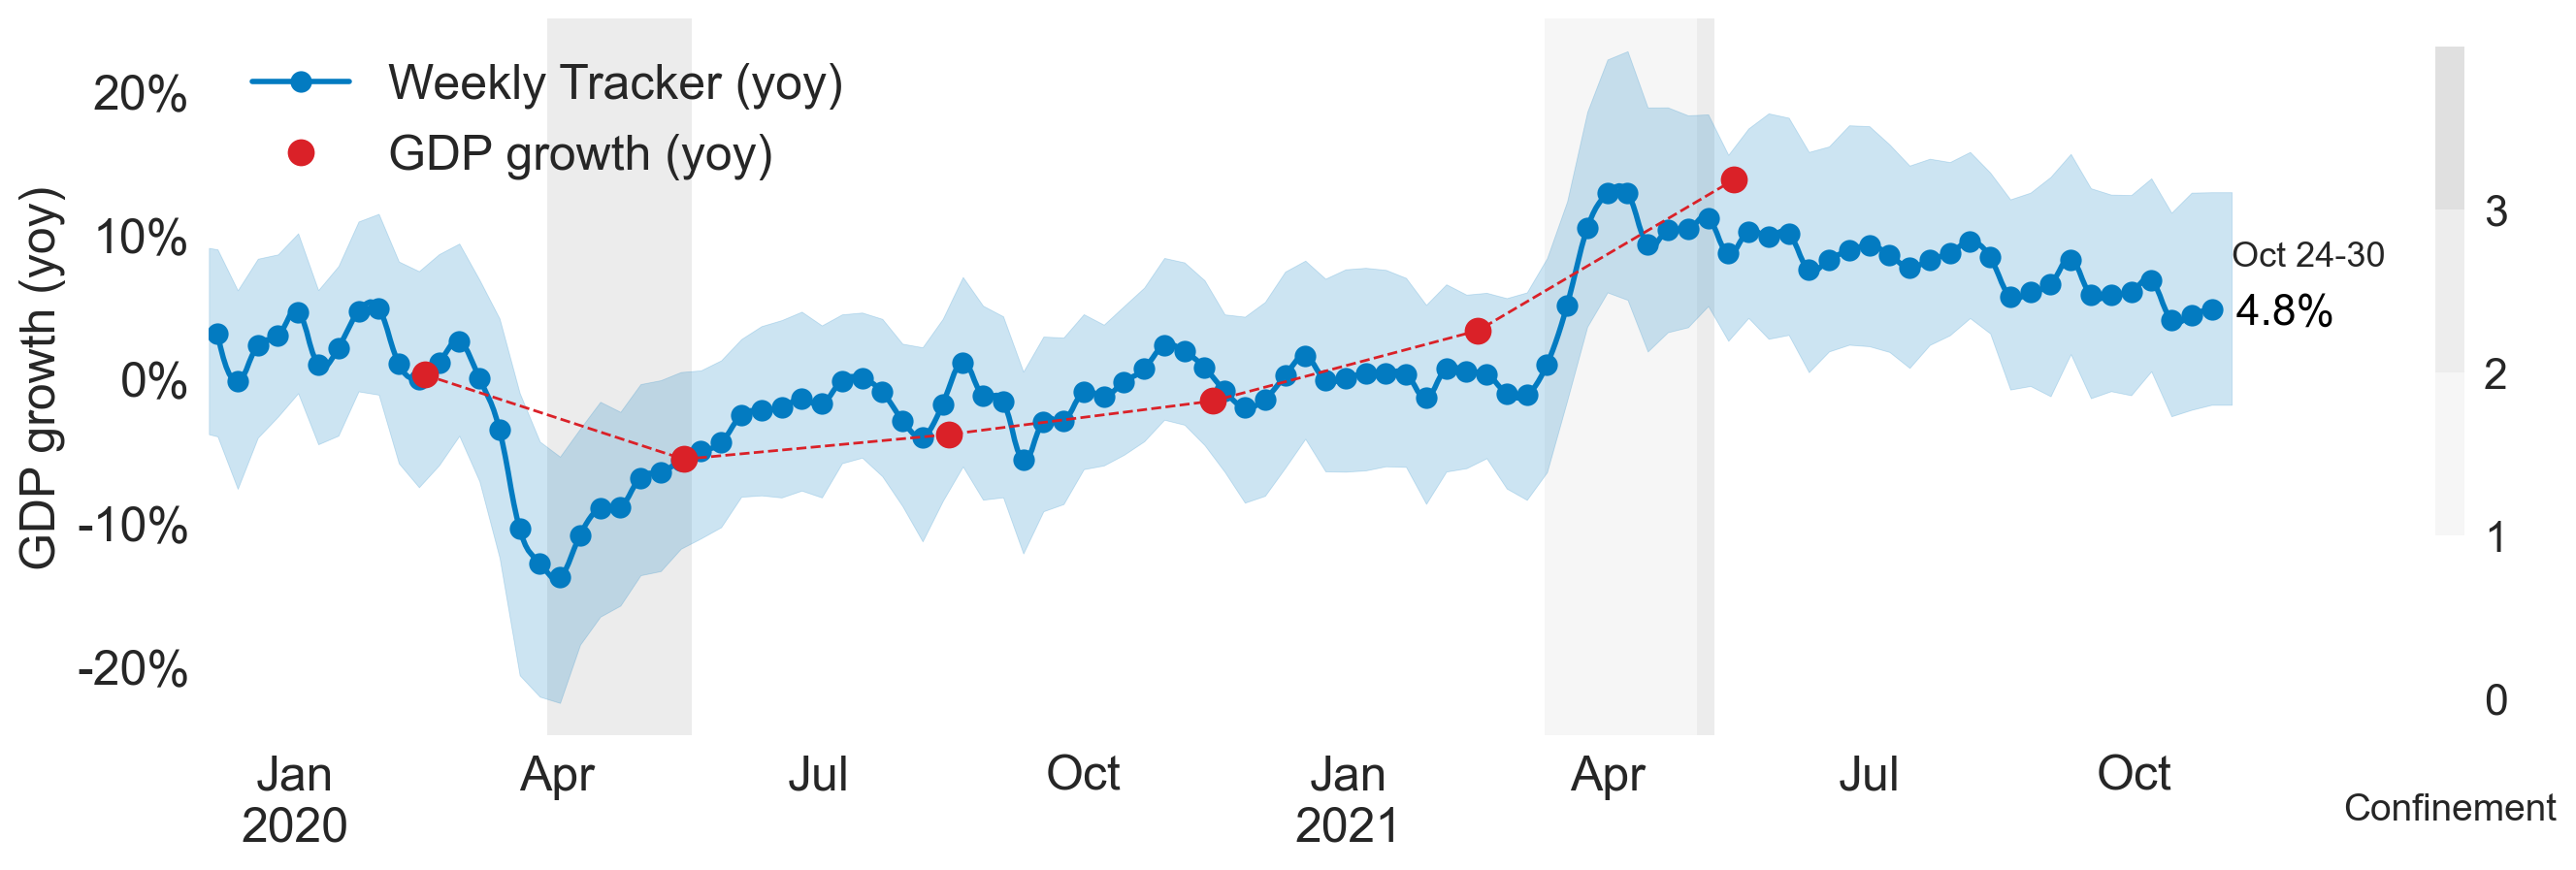 Weekly Tracker (yoy)
GDP growth (yoy)
GDP growth (yoy)
20%
10%
0%
-10%
-20%
Oct 24-30
4.8%
3
2
1
0
Jan Apr Jul Oct Jan Apr Jul Oct
2020 2021
Confinement